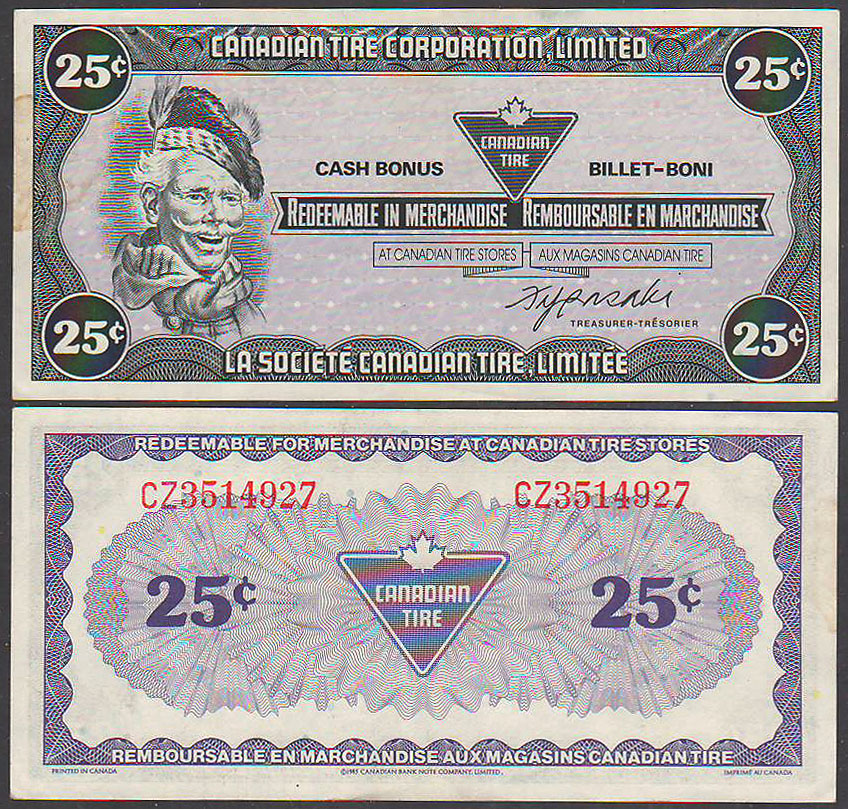 25¢ CANADIAN TIRE CORPORATION, LIMITED 25¢
CANADIAN
TIRE
CASH BONUS BILLET-BONI
REDEEMABLE IN MERCHANDISE REMBOURSABLE EN MARCHANDISE
AT CANADIAN TIRE STORES AUX MAGASINS CANADIAN TIRE
TREASURER-TRÉSORIER
25¢ LA SOCIÉTÉ CANADIAN TIRE, LIMITÉE 25¢
REDEEMABLE FOR MERCHANDISE AT CANADIAN TIRE STORES
CZ3514927 CZ3514927
25¢ CANADIAN 25¢
TIRE
REMBOURSABLE EN MARCHANDISE AUX MAGASINS CANADIAN TIRE
PRINTED IN CANADA ©1985 CANADIAN BANK NOTE COMPANY, LIMITED. IMPRIMÉ AU CANADA